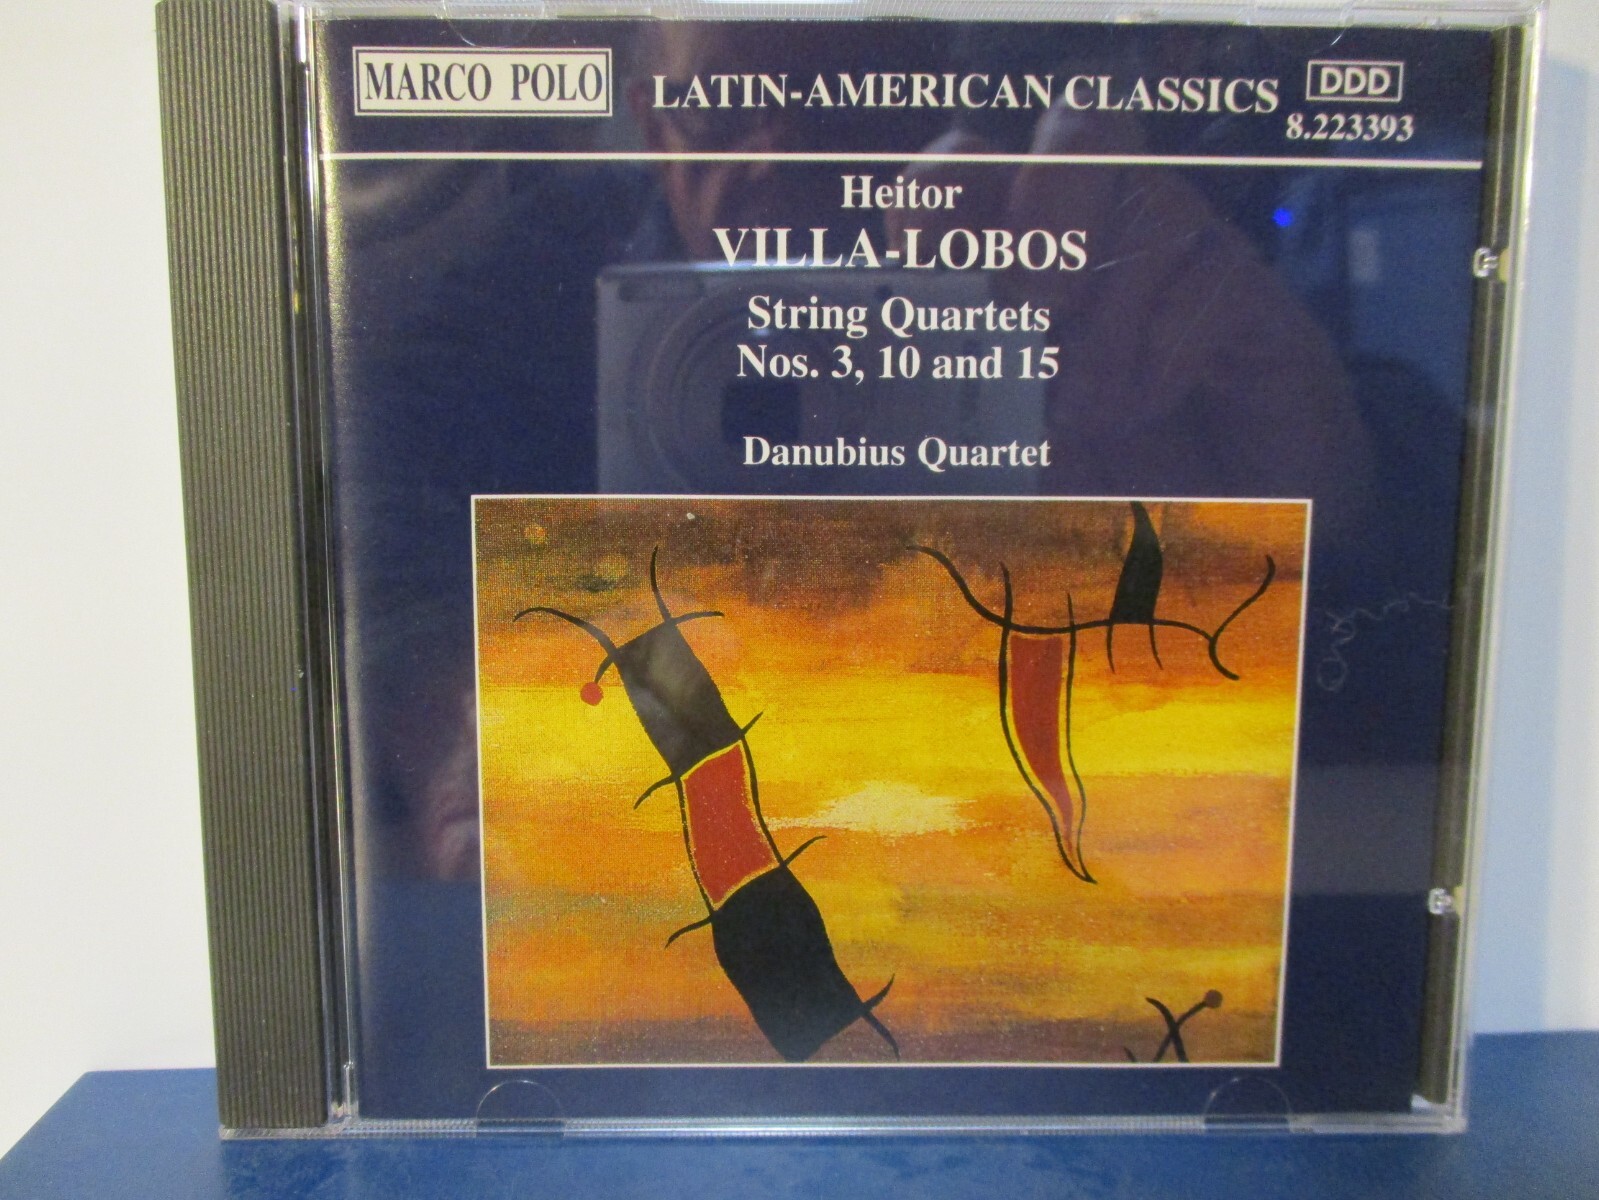 MARCO POLO
LATIN-AMERICAN CLASSICS
DDD
8.223393
Heitor
VILLA-LOBOS
String Quartets
Nos. 3, 10 and 15
Danubius Quartet